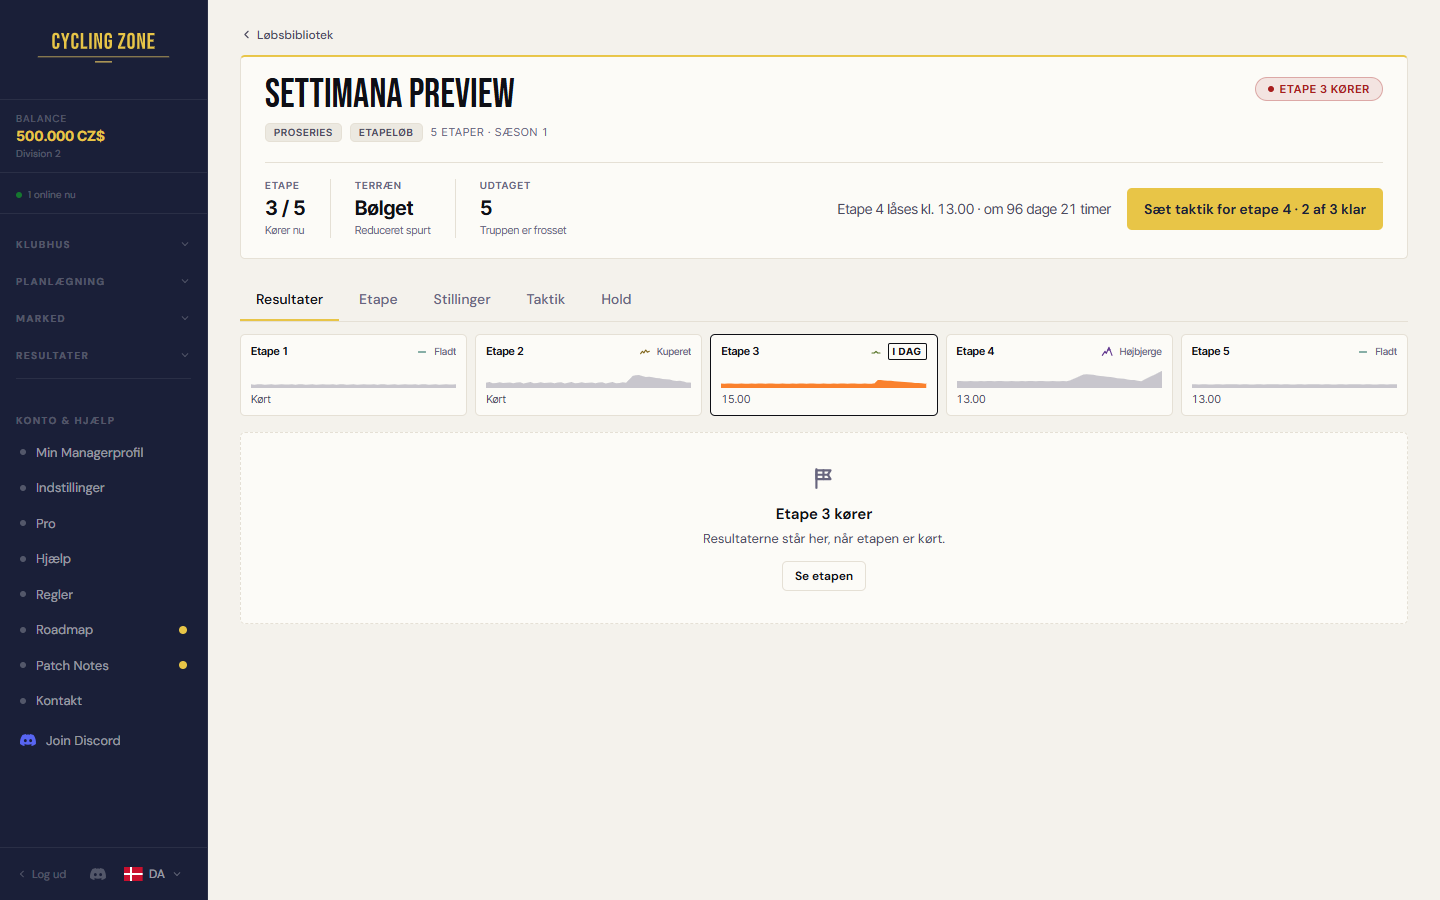 CYCLING ZONE
BALANCE
500.000 CZ$
Division 2
1 online nu
KLUBHUS
PLANLÆGNING
MARKED
RESULTATER
KONTO & HJÆLP
Min Managerprofil
Indstillinger
Pro
Hjælp
Regler
Roadmap
Patch Notes
Kontakt
Join Discord
Log ud
DA
Løbsbibliotek
SETTIMANA PREVIEW
ETAPE 3 KØRER
PROSERIES ETAPELØB 5 ETAPER · SÆSON 1
ETAPE
3 / 5
Kører nu
TERRÆN
Bølget
Reduceret spurt
UDTAGET
5
Truppen er frosset
Etape 4 låses kl. 13.00 · om 96 dage 21 timer
Sæt taktik for etape 4 · 2 af 3 klar
Resultater Etape Stillinger Taktik Hold
Etape 1 Fladt
Kørt
Etape 2 Kuperet
Kørt
Etape 3 I DAG
15.00
Etape 4 Højbjerge
13.00
Etape 5 Fladt
13.00
Etape 3 kører
Resultaterne står her, når etapen er kørt.
Se etapen